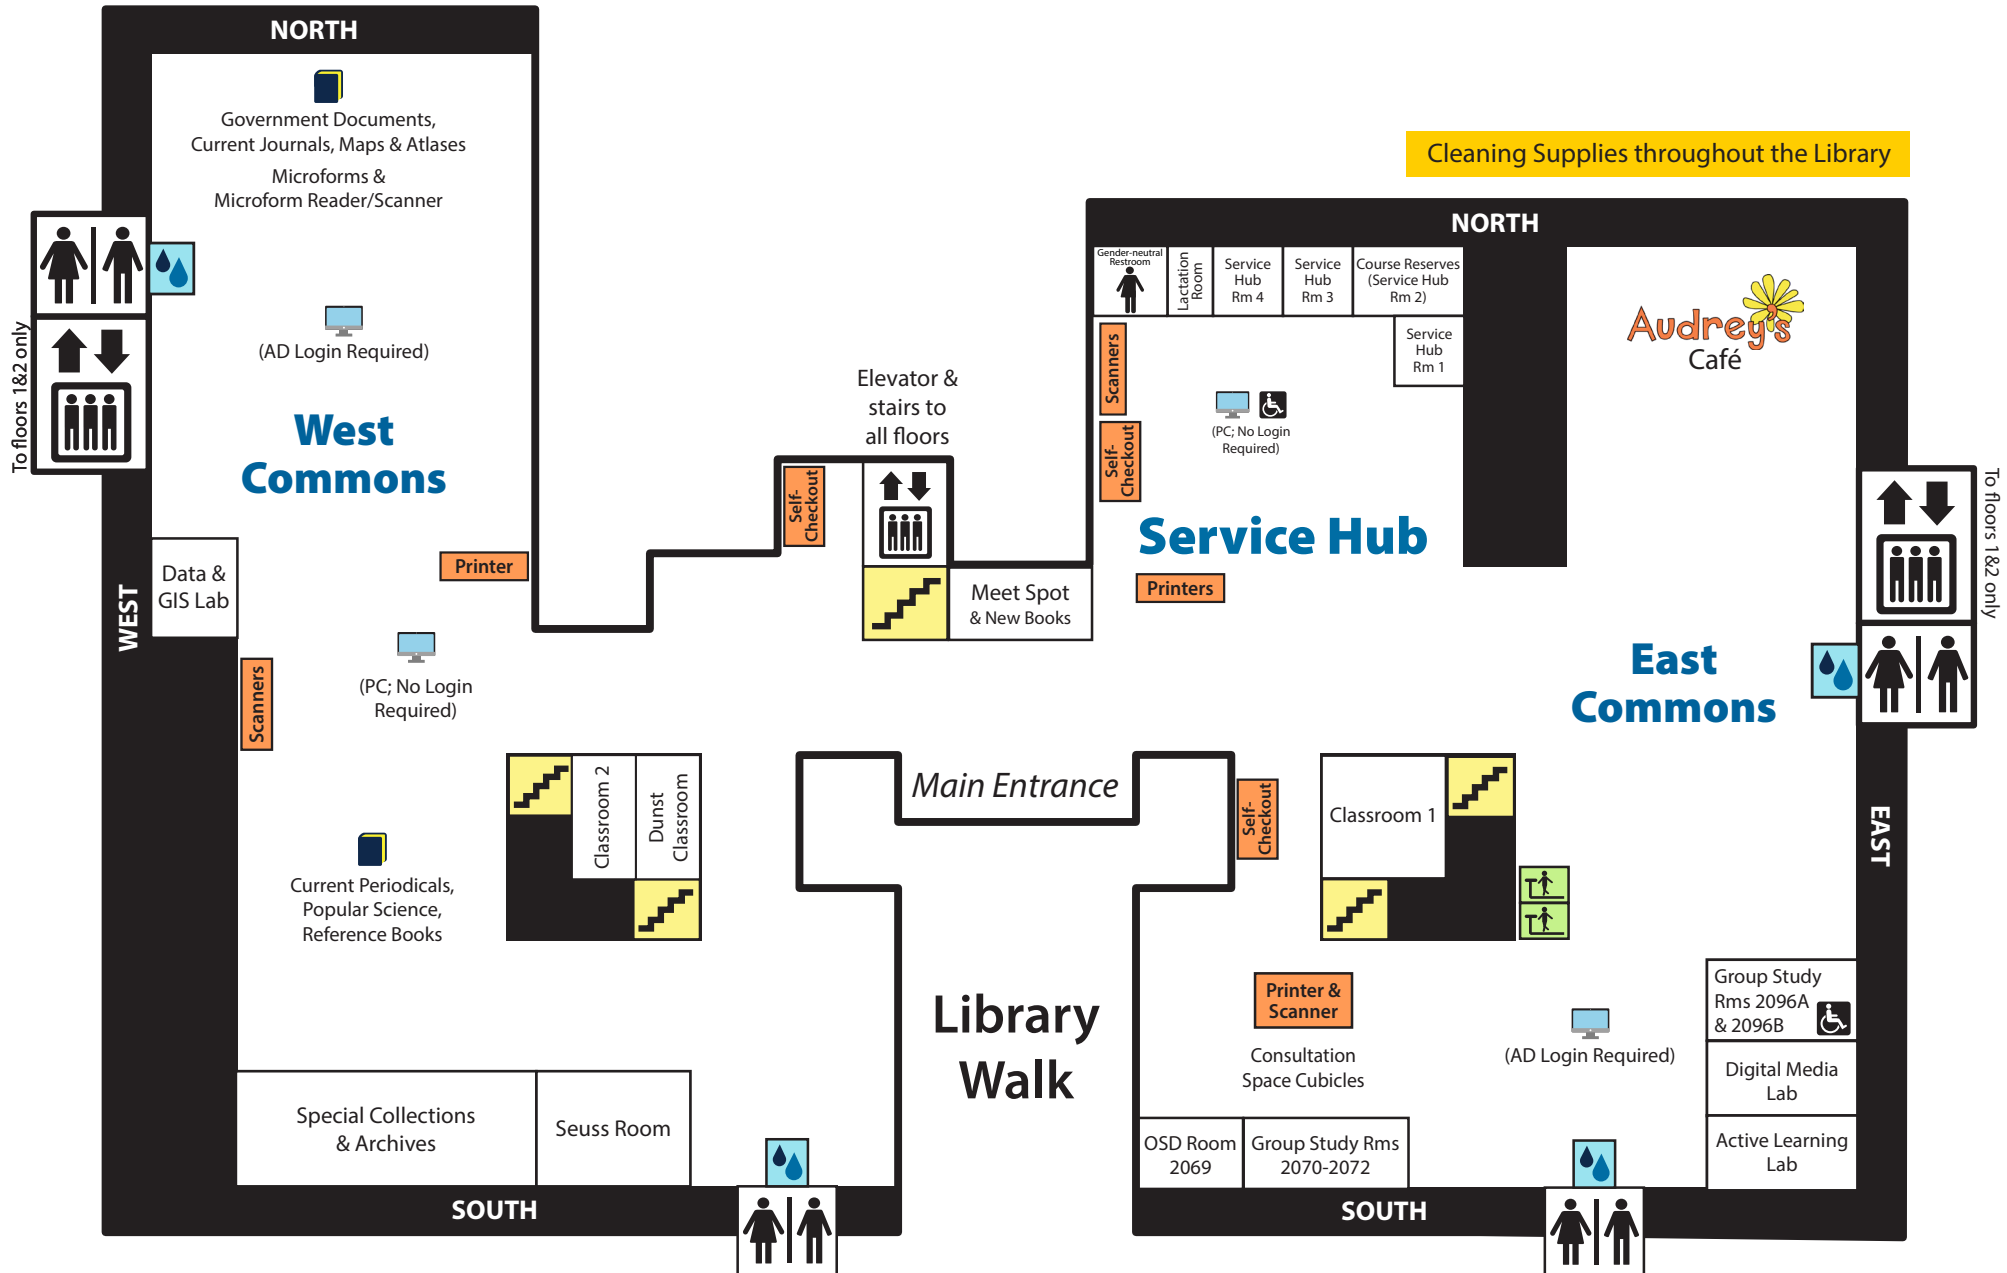 NORTH
Government Documents,
Current Journals, Maps & Atlases
Microforms &
Microform Reader/Scanner
To floors 1&2 only
(AD Login Required)
West
Commons
WEST
Data &
GIS Lab
Printer
Scanners
(PC; No Login
Required)
Classroom 2
Dunst
Classroom
Current Periodicals,
Popular Science,
Reference Books
Special Collections
& Archives
Seuss Room
SOUTH
Elevator &
stairs to
all floors
Self-
Checkout
Meet Spot
& New Books
Main Entrance
Library
Walk
Cleaning Supplies throughout the Library
NORTH
Gender-neutral
Restroom
Lactation
Room
Service
Hub
Rm 4
Service
Hub
Rm 3
Course Reserves
(Service Hub
Rm 2)
Service
Hub
Rm 1
Scanners
Self-
Checkout
(PC; No Login
Required)
Service Hub
Printers
Audrey's
Café
To floors 1&2 only
East
Commons
EAST
Self-
Checkout
Classroom 1
Printer &
Scanner
Consultation
Space Cubicles
(AD Login Required)
Group Study
Rms 2096A
& 2096B
Digital Media
Lab
Active Learning
Lab
OSD Room
2069
Group Study Rms
2070-2072
SOUTH